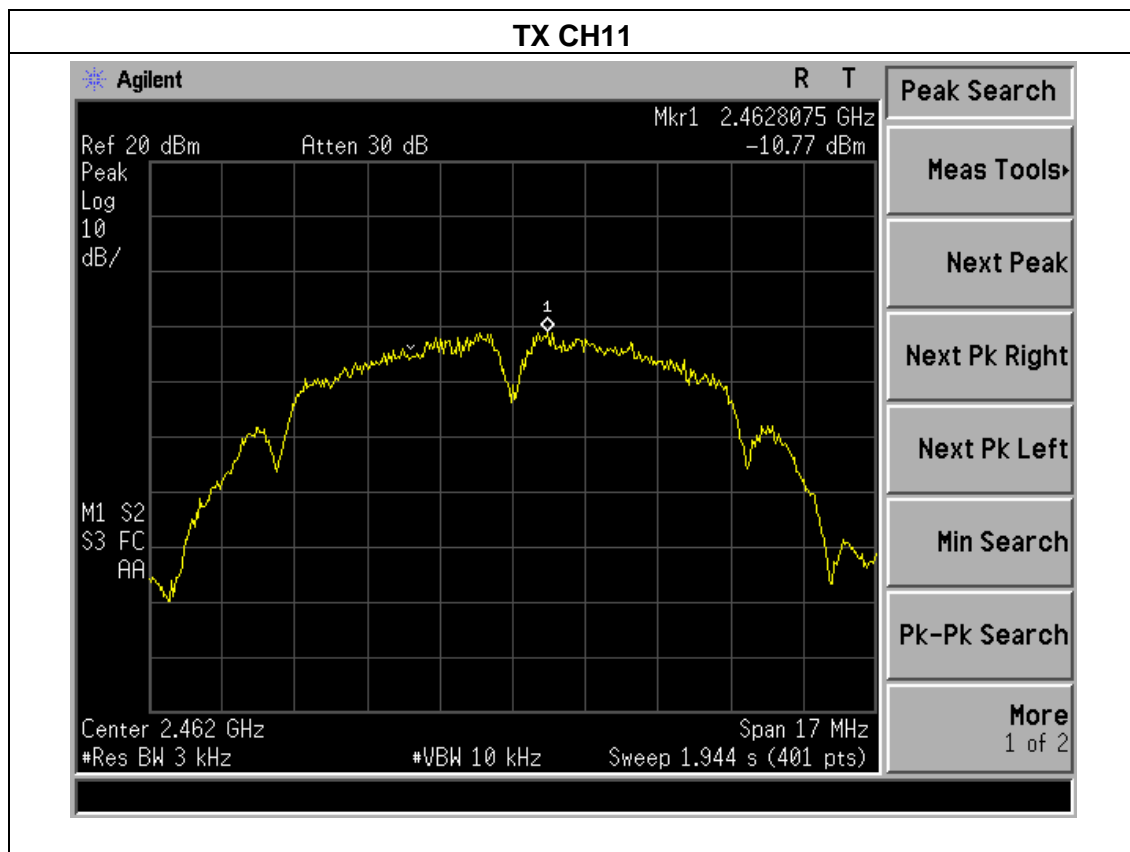 TX CH11
Agilent R T
Peak Search
Mkr1 2.4628075 GHz
Ref 20 dBm Atten 30 dB -10.77 dBm
Peak
Log
10
dB/
1
M1 S2
S3 FC
AA
Center 2.462 GHz Span 17 MHz
#Res BW 3 kHz #VBW 10 kHz Sweep 1.944 s (401 pts)
Meas Tools
Next Peak
Next Pk Right
Next Pk Left
Min Search
Pk-Pk Search
More
1 of 2